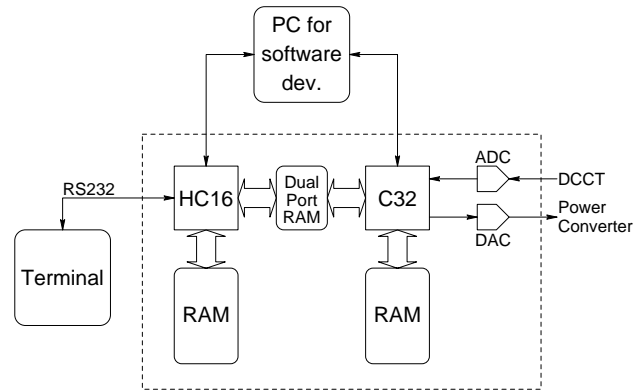 PC for
software
dev.
ADC
RS232
HC16
Dual
Port
RAM
C32
DCCT
Power
Converter
DAC
Terminal
RAM
RAM